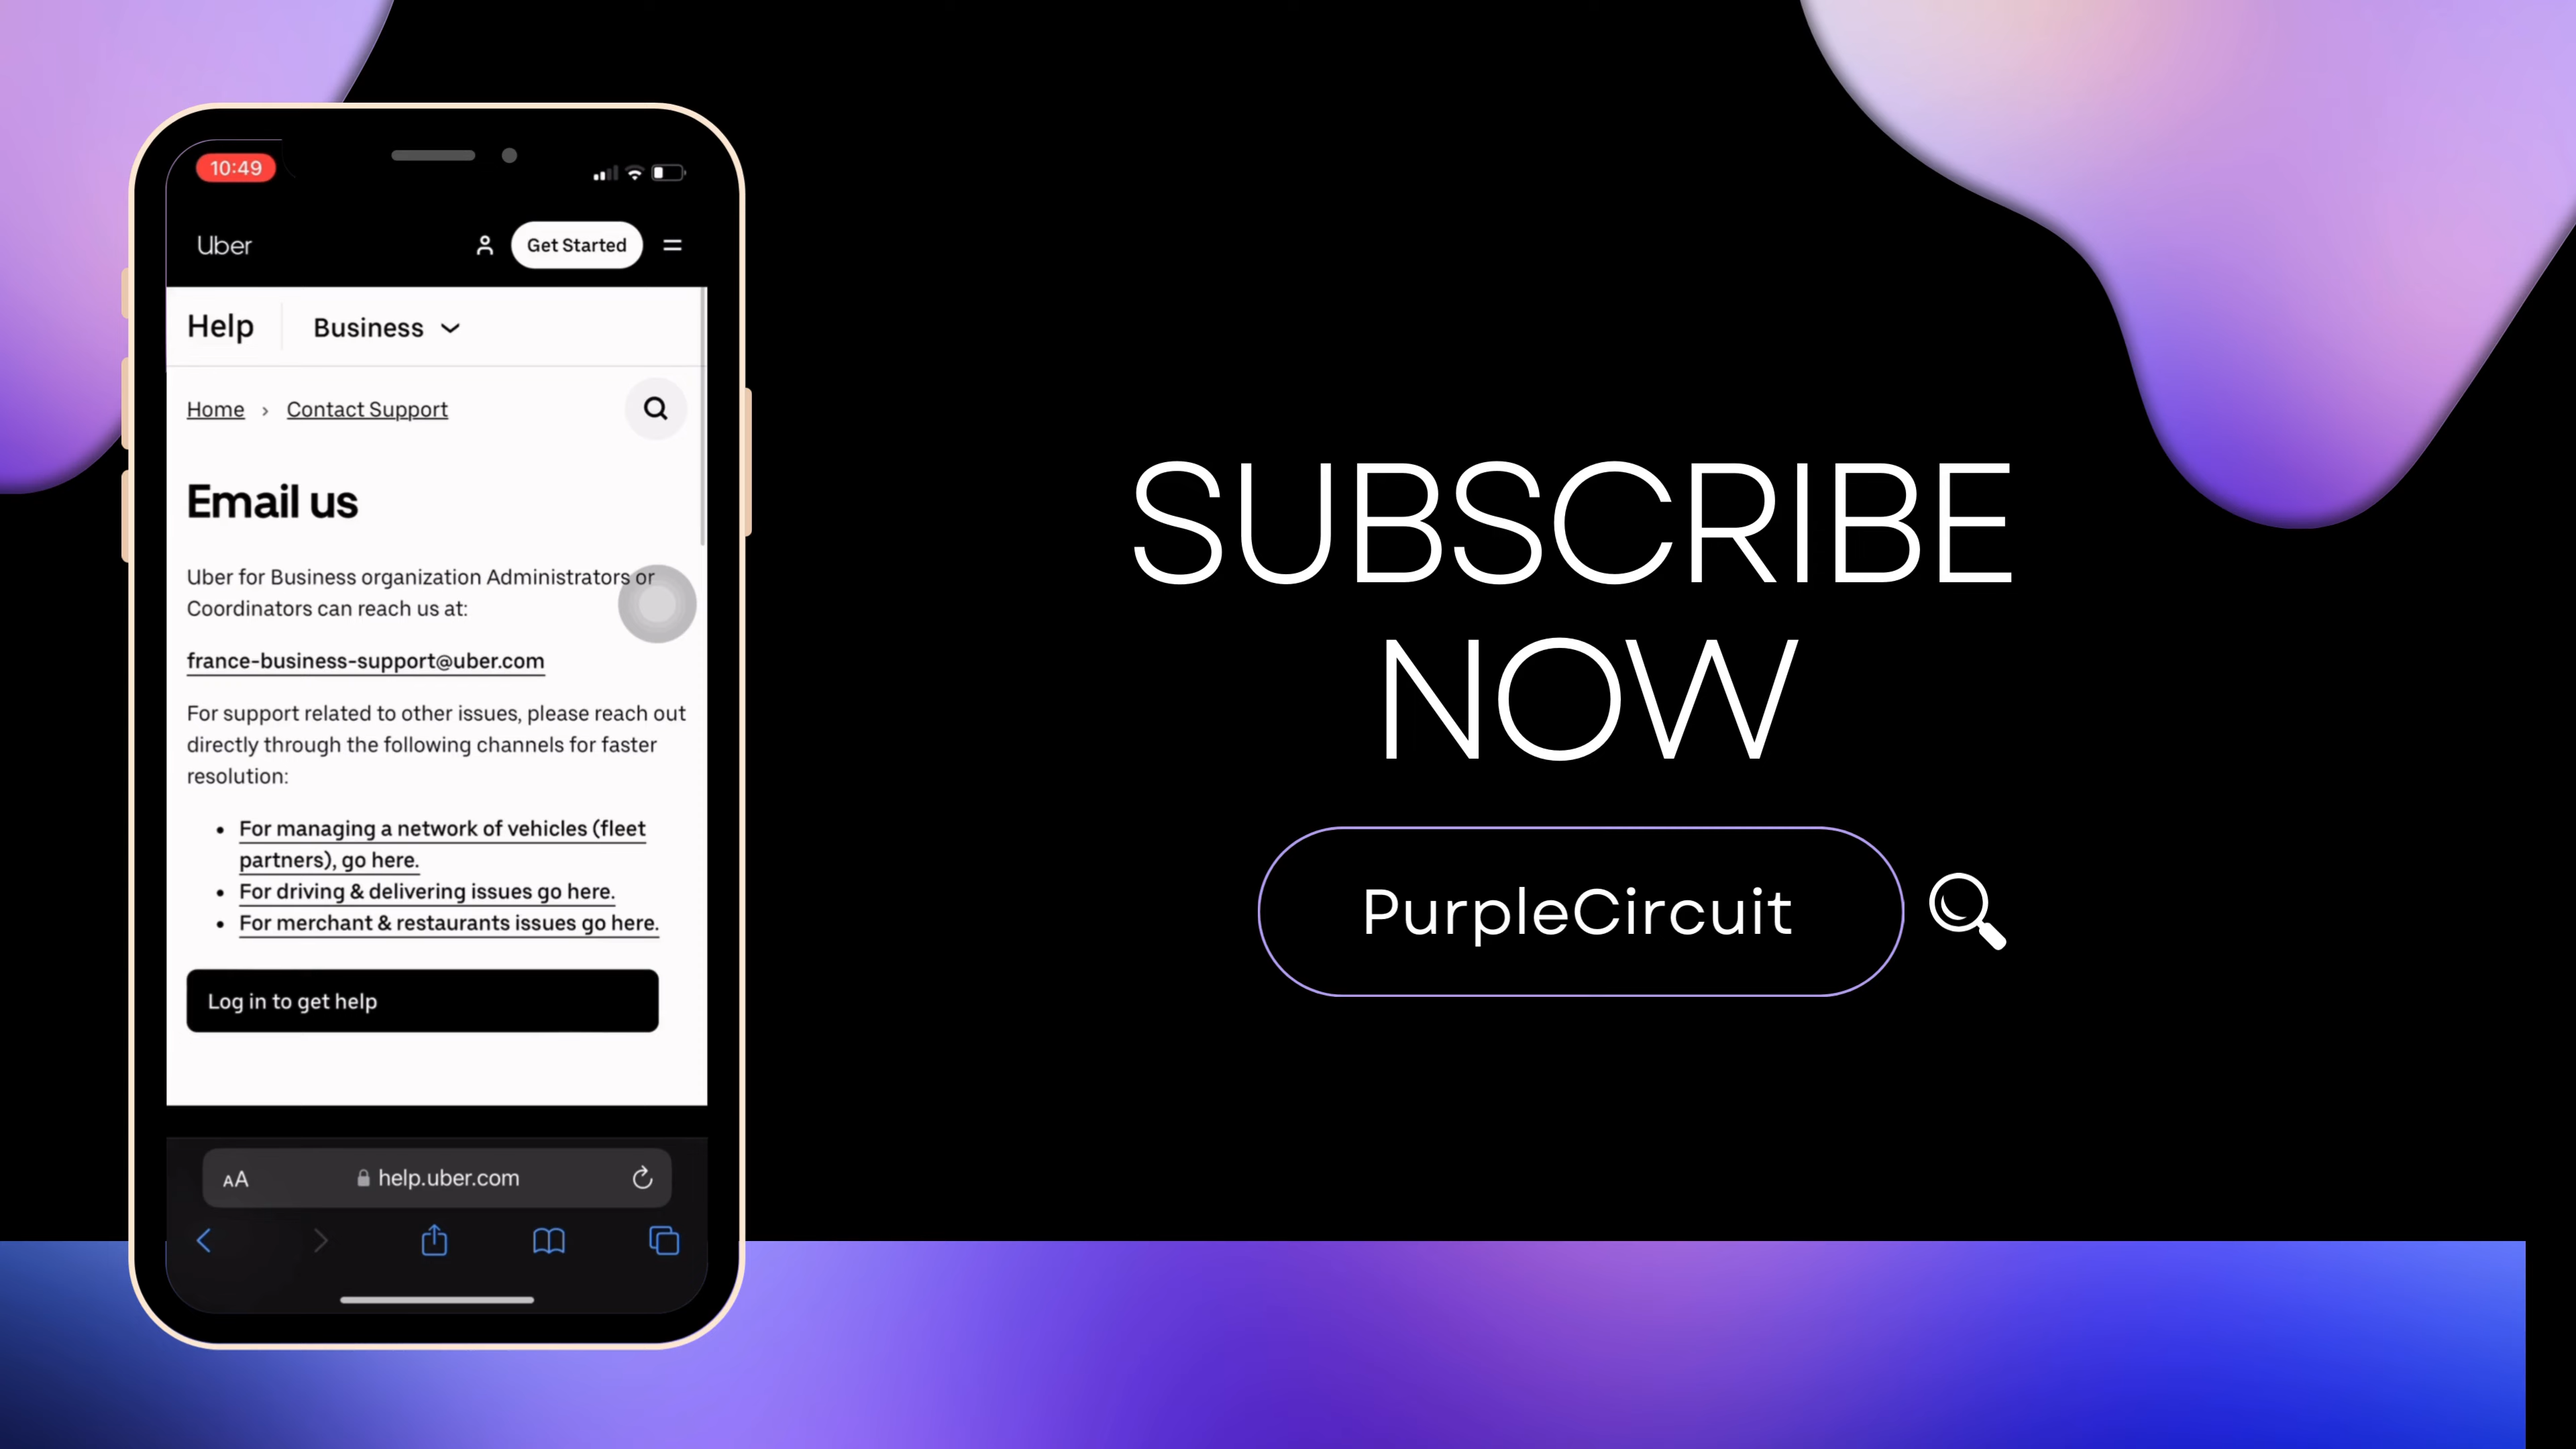 10:49
Uber
Get Started
Help
Business
Home > Contact Support
Email us
Uber for Business organization Administrators or
Coordinators can reach us at:
france-business-support@uber.com
For support related to other issues, please reach out
directly through the following channels for faster
resolution:
• For managing a network of vehicles (fleet
partners), go here.
• For driving & delivering issues go here.
• For merchant & restaurants issues go here.
Log in to get help
AA
help.uber.com
SUBSCRIBE
NOW
PurpleCircuit